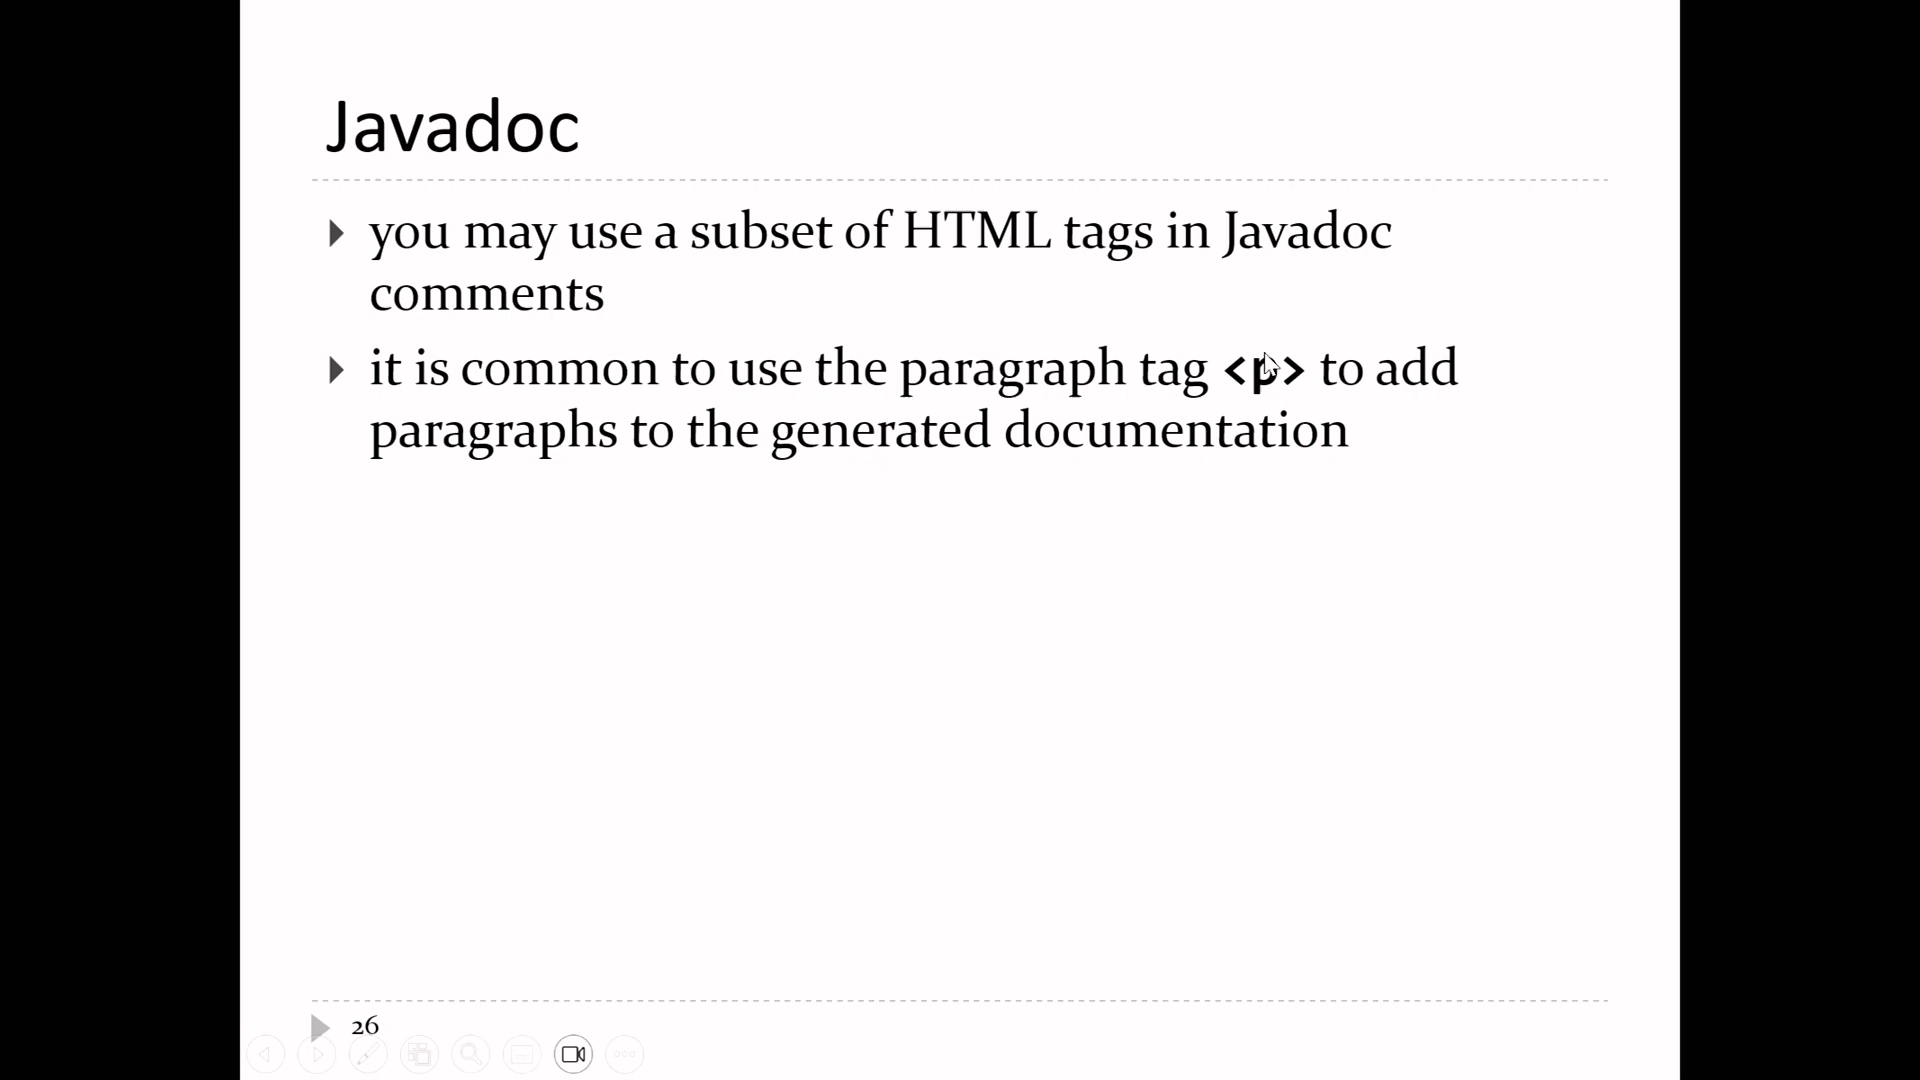 Javadoc
you may use a subset of HTML tags in Javadoc
comments
it is common to use the paragraph tag <p> to add
paragraphs to the generated documentation
26